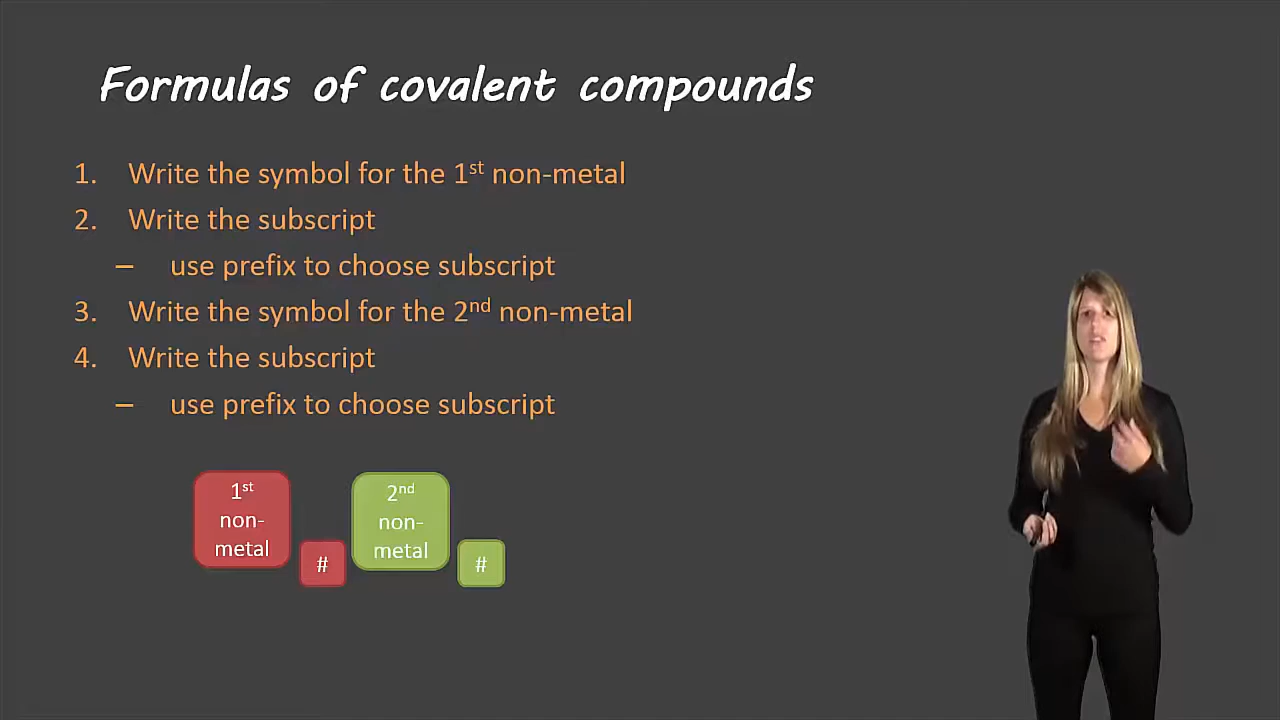 Formulas of covalent compounds
1. Write the symbol for the 1st non-metal
2. Write the subscript
– use prefix to choose subscript
3. Write the symbol for the 2nd non-metal
4. Write the subscript
– use prefix to choose subscript
1st
non-
metal
#
2nd
non-
metal
#